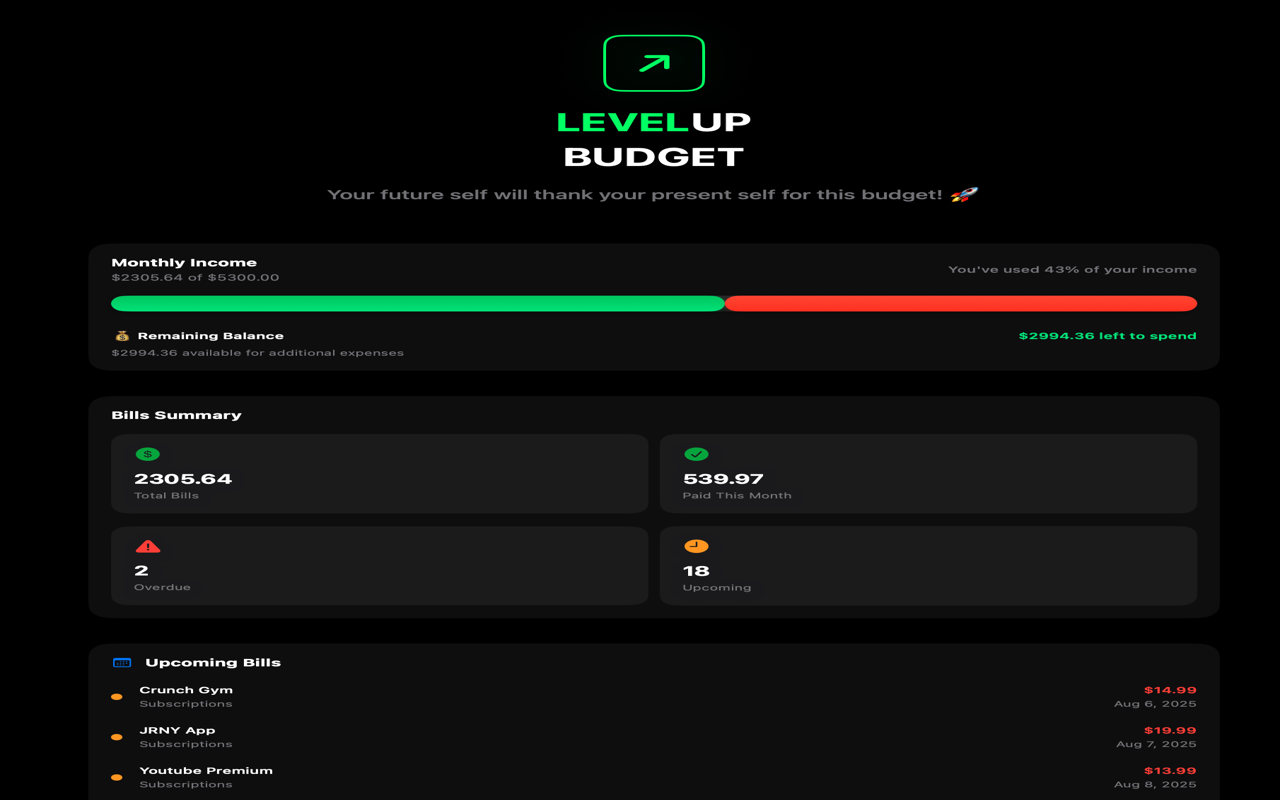 LEVELUP
BUDGET
Your future self will thank your present self for this budget! 🚀
Monthly Income
$2305.64 of $5300.00
You've used 43% of your income
Remaining Balance
$2994.36 left to spend
$2994.36 available for additional expenses
Bills Summary
2305.64
Total Bills
539.97
Paid This Month
2
Overdue
18
Upcoming
Upcoming Bills
Crunch Gym
$14.99
Subscriptions
Aug 6, 2025
JRNY App
$19.99
Subscriptions
Aug 7, 2025
Youtube Premium
$13.99
Subscriptions
Aug 8, 2025